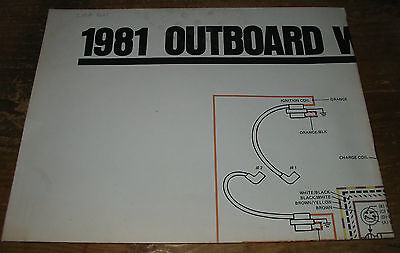 1981 OUTBOARD W
IGNITION COIL
ORANGE
ORANGE/BLK
CHARGE COIL
#2
#1
WHITE/BLACK
BLACK/WHITE
BROWN/YELLOW
BROWN